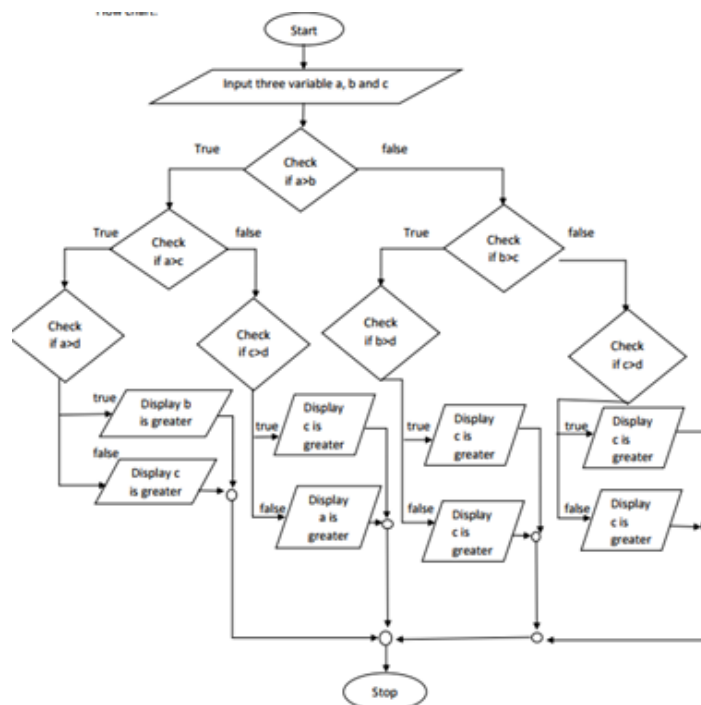 Flow chart:
Start
Input three variable a, b and c
True
false
Check
if a>b
True
false
True
false
Check
if a>c
Check
if b>c
Check
if a>d
Check
if c>d
Check
if b>d
Check
if c>d
true
Display b
is greater
true
Display
c is
greater
true
Display
c is
greater
true
Display
c is
greater
false
Display c
is greater
false
Display
a is
greater
false
Display
c is
greater
false
Display
c is
greater
Stop